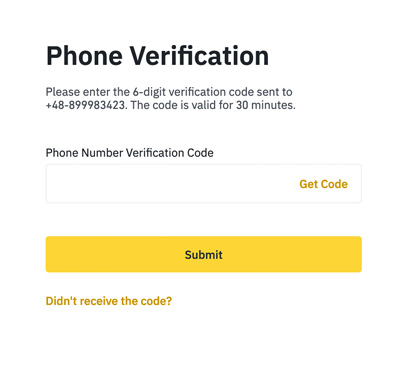 Phone Verification
Please enter the 6-digit verification code sent to
+48-899983423. The code is valid for 30 minutes.
Phone Number Verification Code
Get Code
Submit
Didn't receive the code?